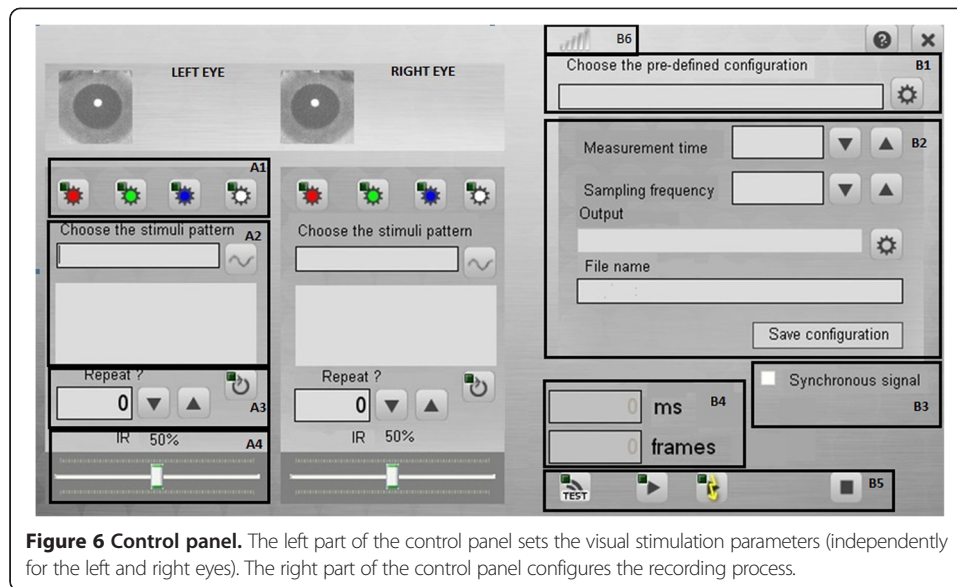 B6
Choose the pre-defined configuration
B1
LEFT EYE
RIGHT EYE
B2
Measurement time
Sampling frequency
Output
File name
Save configuration
A1
Choose the stimuli pattern
A2
Repeat ?
0
A3
IR 50%
A4
Choose the stimuli pattern
Repeat ?
0
IR 50%
Synchronous signal
B3
0 ms
B4
0 frames
TEST
B5
Figure 6 Control panel. The left part of the control panel sets the visual stimulation parameters (independently
for the left and right eyes). The right part of the control panel configures the recording process.